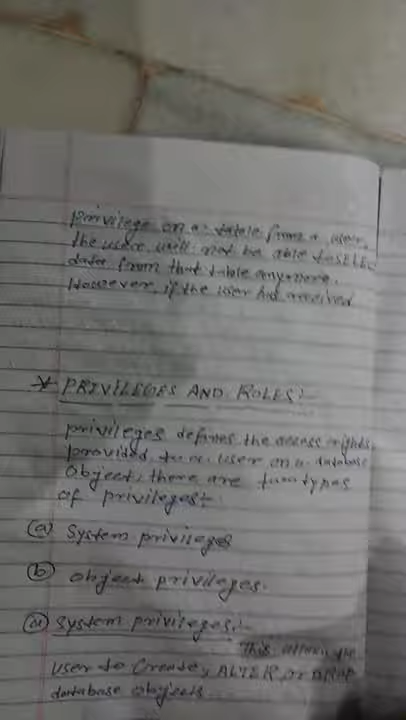 privilege on a table from a user,
the user will not be able to SELEC
data from that table anymore.
However, if the user had received
* PRIVILEGES AND ROLES:-
privileges defines the access rights
provided to a user on a database
Object. there are two types
of privileges:
(a) System privileges
(b) Object privileges.
(a) System privileges:-
This allows the
user to Create, ALTER, or DROP
database objects.